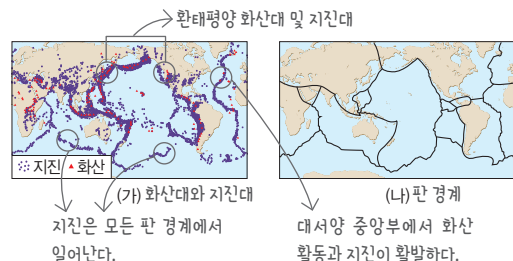 환태평양 화산대 및 지진대
지진 화산
(가) 화산대와 지진대
(나) 판 경계
지진은 모든 판 경계에서
일어난다.
대서양 중앙부에서 화산
활동과 지진이 활발하다.